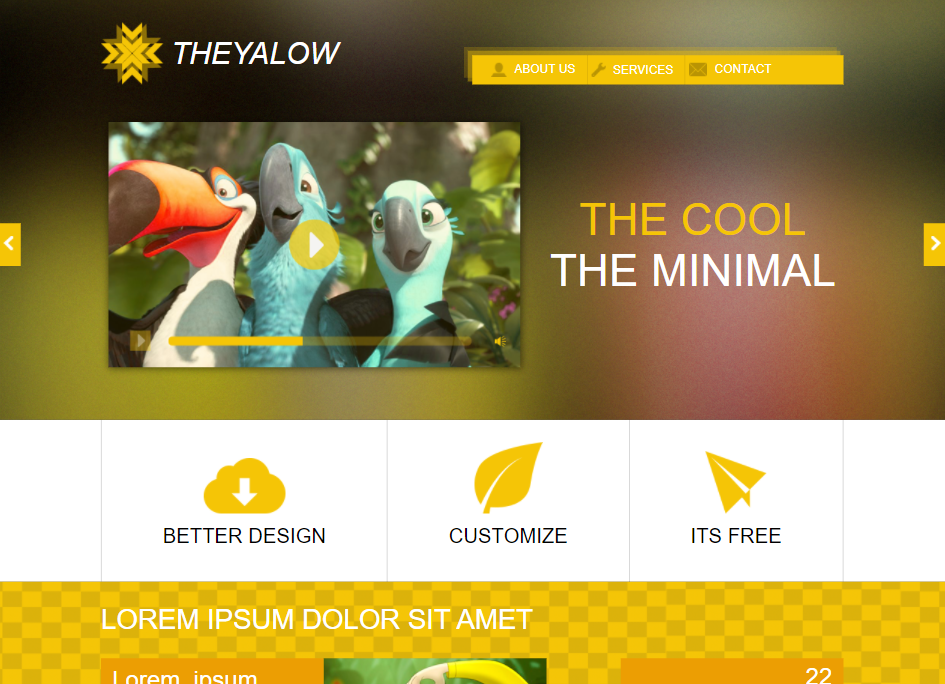 THEYALOW
ABOUT US
SERVICES
CONTACT
THE COOL
THE MINIMAL
BETTER DESIGN
CUSTOMIZE
ITS FREE
LOREM IPSUM DOLOR SIT AMET
Lorem ipsum
22